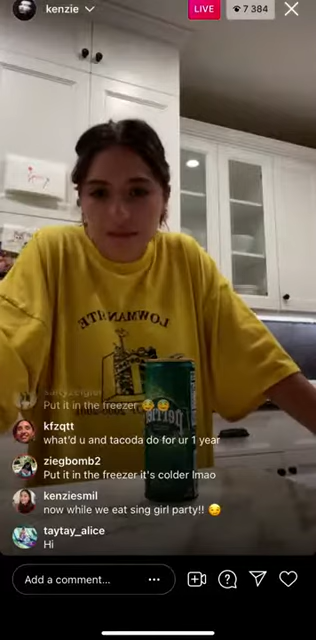 kenzie
LIVE
7 384
LOWMAN
perrie
Put it in the freezer 🥴🥴
kfzqtt
what'd u and tacoda do for ur 1 year
ziegbomb2
Put it in the freezer it's colder lmao
kenziesmil
now while we eat sing girl party!! 😏
taytay_alice
Hi
Add a comment...